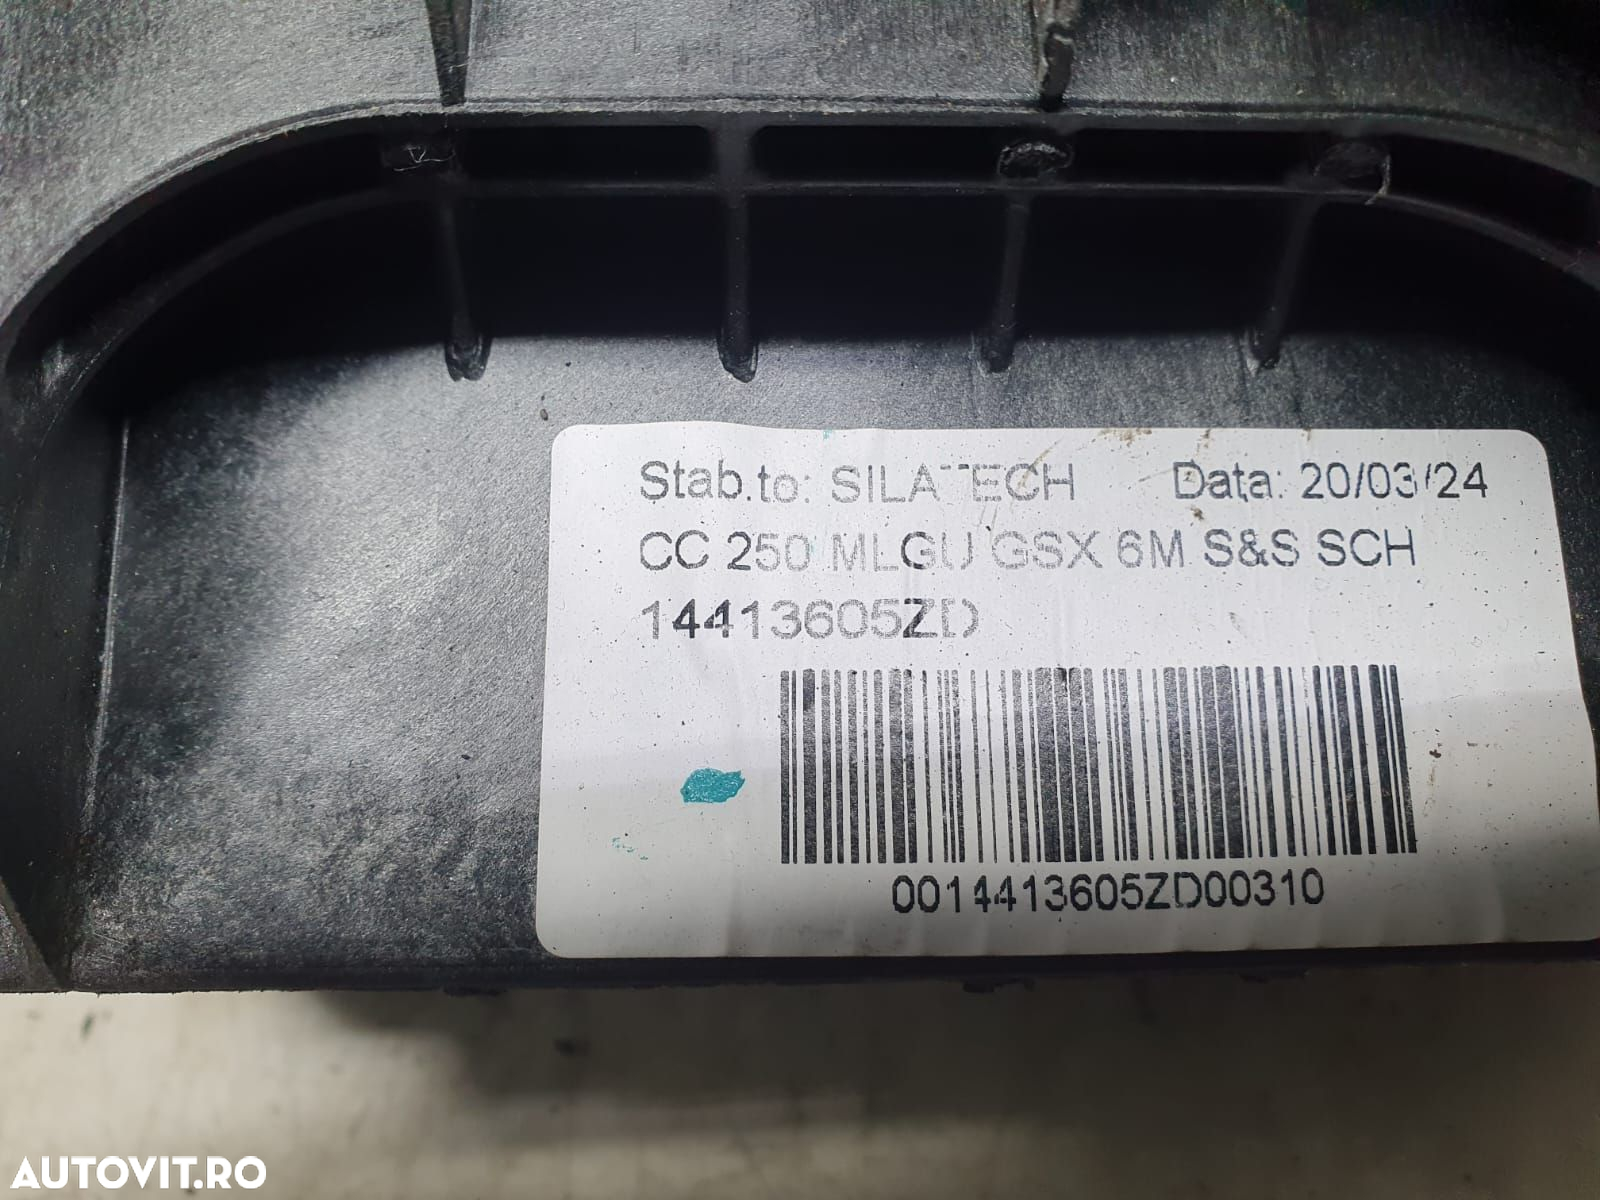 Stab.to: SILATECH Data: 20/03/24
CC 250 MLGU GSX 6M S&S SCH
14413605ZD
0014413605ZD00310
AUTOVIT.RO